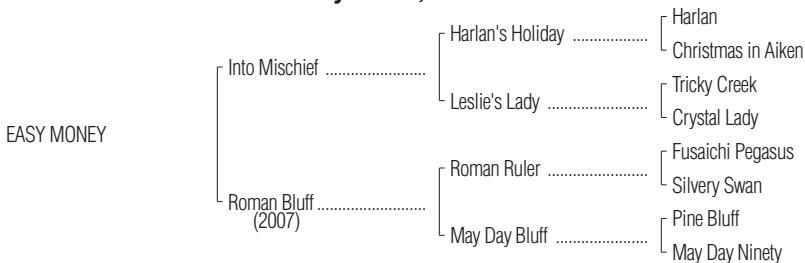 Harlan
Harlan's Holiday ..................
Christmas in Aiken
Into Mischief ........................
Tricky Creek
Leslie's Lady ........................
Crystal Lady
EASY MONEY
Fusaichi Pegasus
Roman Ruler ........................
Silvery Swan
Roman Bluff ..........................
(2007)
Pine Bluff
May Day Bluff ......................
May Day Ninety